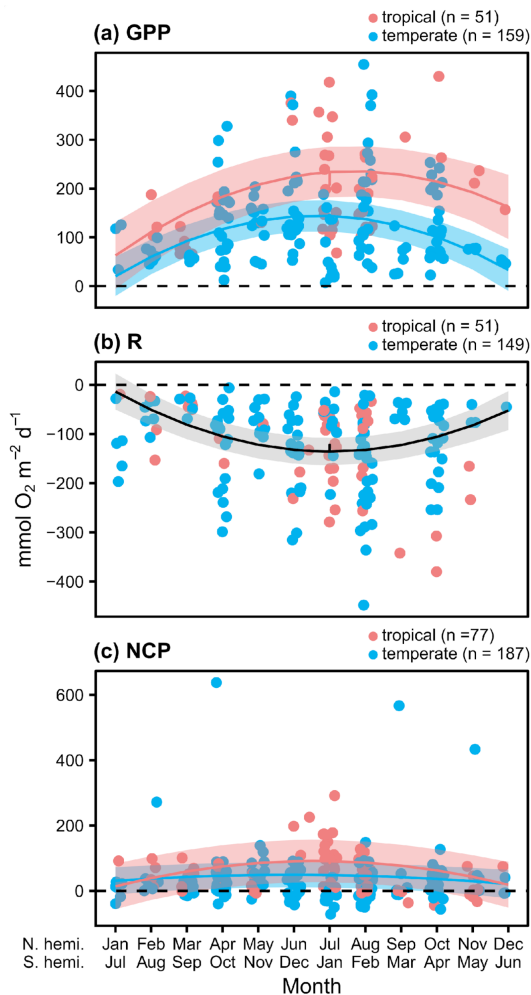 (a) GPP
tropical (n = 51)
temperate (n = 159)
400
300
200
100
0
(b) R
tropical (n = 51)
temperate (n = 149)
0
−100
−200
−300
−400
mmol O₂ m⁻² d⁻¹
(c) NCP
tropical (n =77)
temperate (n = 187)
600
400
200
0
N. hemi. Jan Feb Mar Apr May Jun Jul Aug Sep Oct Nov Dec
S. hemi. Jul Aug Sep Oct Nov Dec Jan Feb Mar Apr May Jun
Month